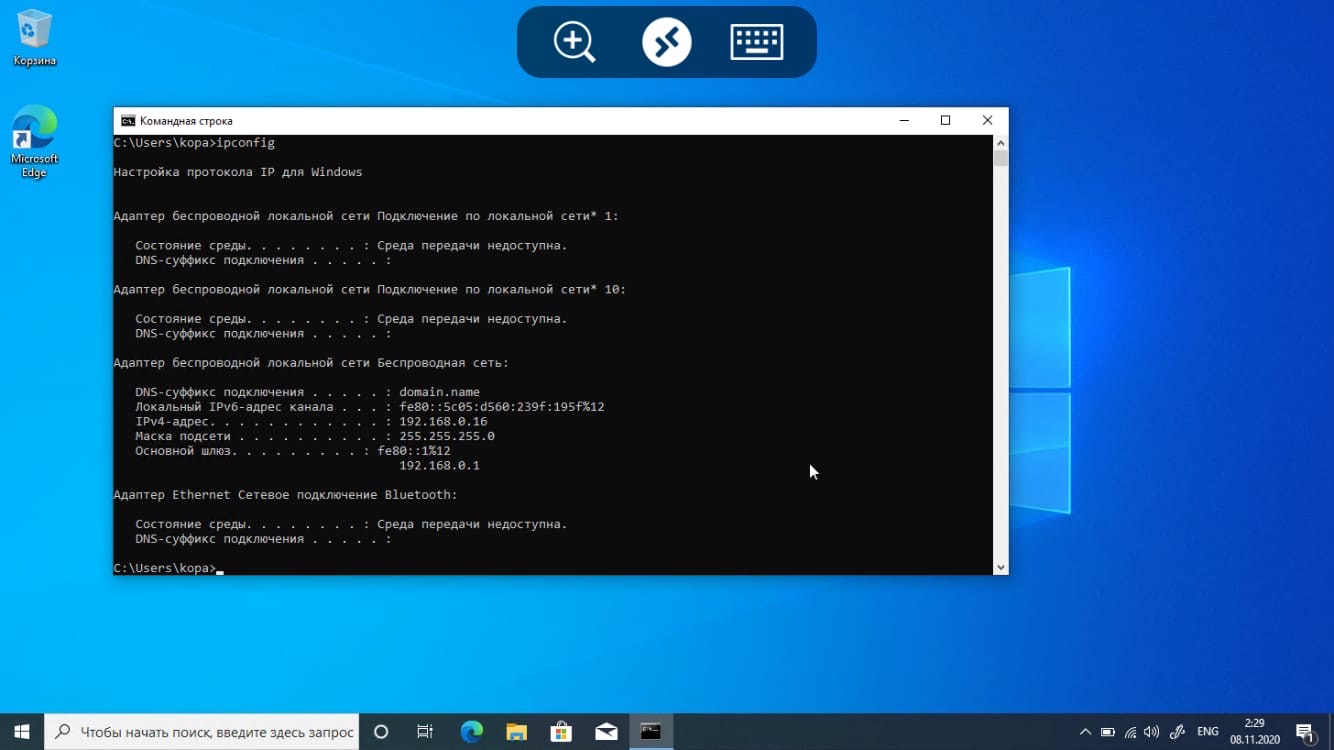 Корзина
Microsoft
Edge
Командная строка
C:\Users\kopa>ipconfig
Настройка протокола IP для Windows
Адаптер беспроводной локальной сети Подключение по локальной сети* 1:
Состояние среды. . . . . . . . : Среда передачи недоступна.
DNS-суффикс подключения . . . . . :
Адаптер беспроводной локальной сети Подключение по локальной сети* 10:
Состояние среды. . . . . . . . : Среда передачи недоступна.
DNS-суффикс подключения . . . . . :
Адаптер беспроводной локальной сети Беспроводная сеть:
DNS-суффикс подключения . . . . . : domain.name
Локальный IPv6-адрес канала . . . : fe80::5c05:d560:239f:195f%12
IPv4-адрес. . . . . . . . . . . . : 192.168.0.16
Маска подсети . . . . . . . . . . : 255.255.255.0
Основной шлюз. . . . . . . . . : fe80::1%12
192.168.0.1
Адаптер Ethernet Сетевое подключение Bluetooth:
Состояние среды. . . . . . . . : Среда передачи недоступна.
DNS-суффикс подключения . . . . . :
C:\Users\kopa>
Чтобы начать поиск, введите здесь запрос
ENG
2:29
08.11.2020
1